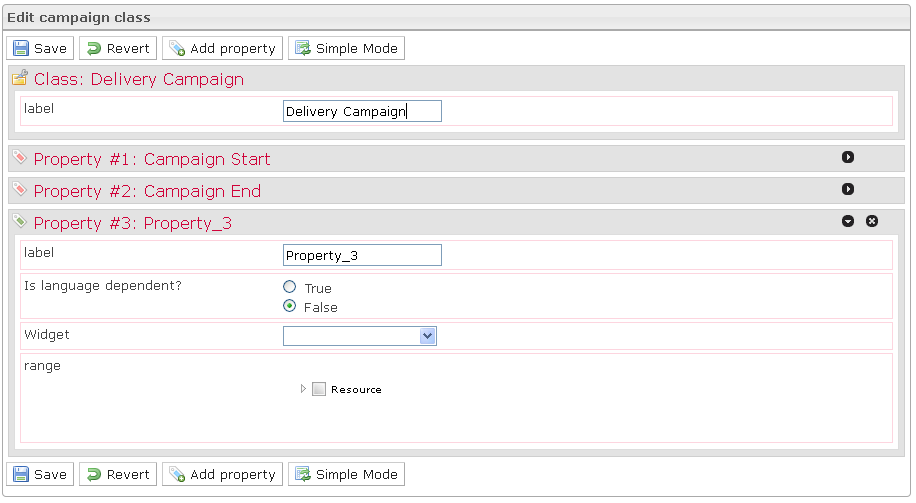 Edit campaign class
Save Revert Add property Simple Mode
Class: Delivery Campaign
label Delivery Campaign
Property #1: Campaign Start
Property #2: Campaign End
Property #3: Property_3
label Property_3
Is language dependent? True
False
Widget
range
Resource
Save Revert Add property Simple Mode